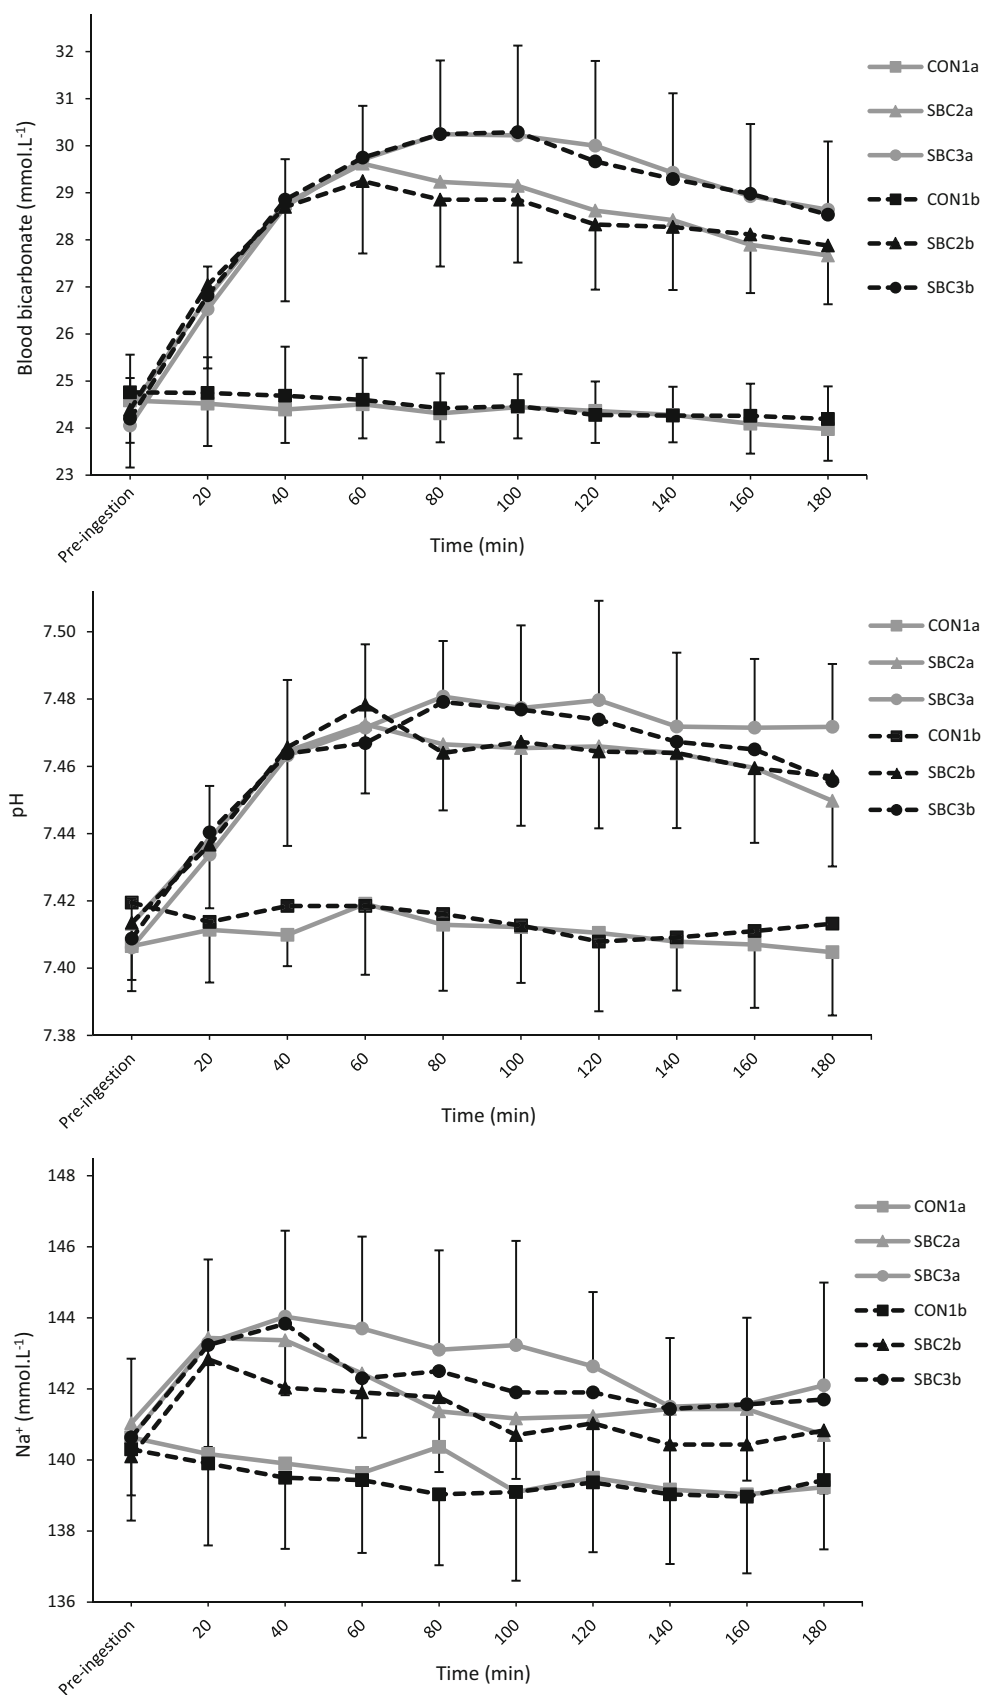 Blood bicarbonate (mmol.L⁻¹)
32
31
30
29
28
27
26
25
24
23
Pre-ingestion 20 40 60 80 100 120 140 160 180
Time (min)
CON1a
SBC2a
SBC3a
CON1b
SBC2b
SBC3b
pH
7.50
7.48
7.46
7.44
7.42
7.40
7.38
Pre-ingestion 20 40 60 80 100 120 140 160 180
Time (min)
CON1a
SBC2a
SBC3a
CON1b
SBC2b
SBC3b
Na⁺ (mmol.L⁻¹)
148
146
144
142
140
138
136
Pre-ingestion 20 40 60 80 100 120 140 160 180
Time (min)
CON1a
SBC2a
SBC3a
CON1b
SBC2b
SBC3b